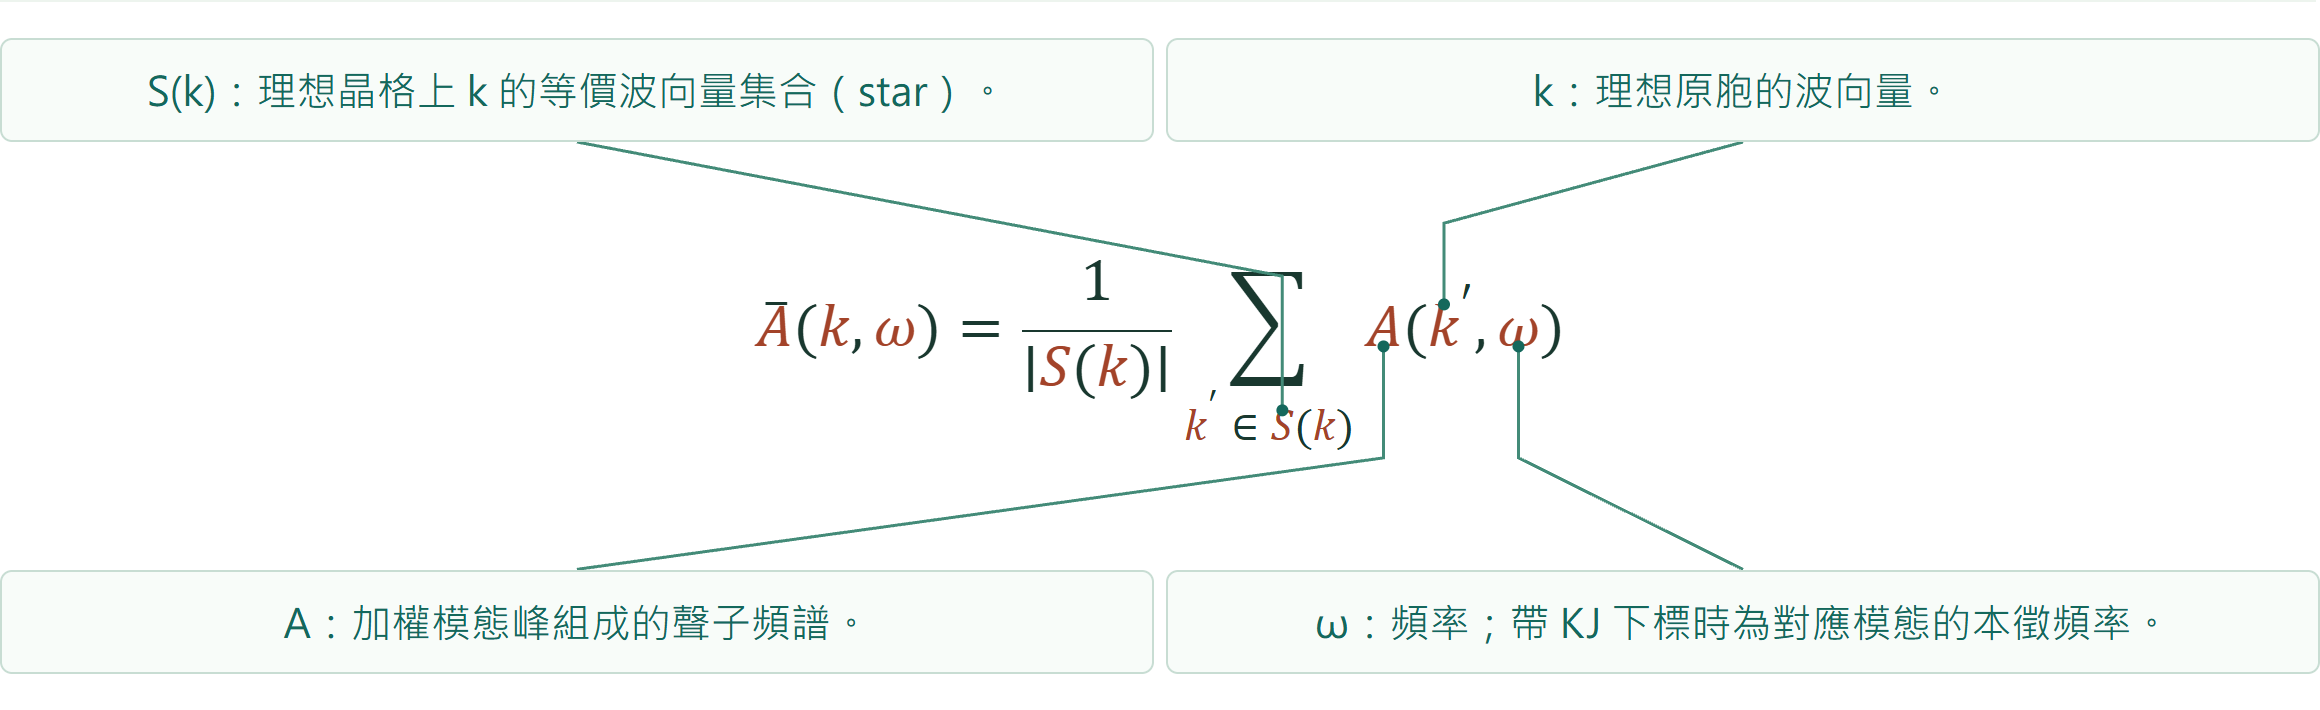 S(k)：理想晶格上 k 的等價波向量集合（star）。
k：理想原胞的波向量。
Ā(k, ω) = 1/|S(k)| ∑_{k′ ∈ S(k)} A(k′, ω)
A：加權模態峰組成的聲子頻譜。
ω：頻率；帶 KJ 下標時為對應模態的本徵頻率。